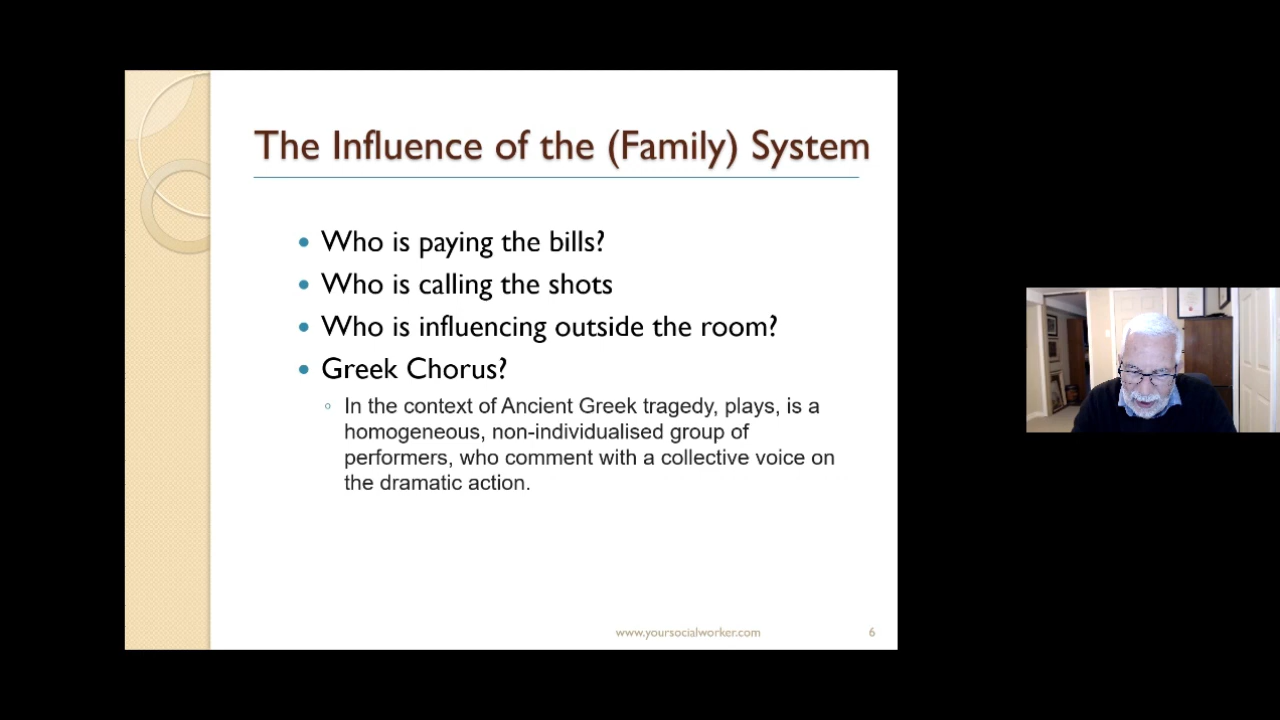 The Influence of the (Family) System
Who is paying the bills?
Who is calling the shots
Who is influencing outside the room?
Greek Chorus?
In the context of Ancient Greek tragedy, plays, is a
homogeneous, non-individualised group of
performers, who comment with a collective voice on
the dramatic action.
www.yoursocialworker.com
6